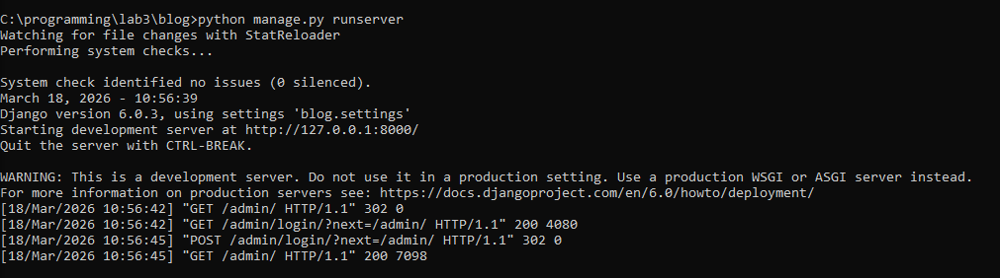 C:\programming\lab3\blog>python manage.py runserver
Watching for file changes with StatReloader
Performing system checks...
System check identified no issues (0 silenced).
March 18, 2026 - 10:56:39
Django version 6.0.3, using settings 'blog.settings'
Starting development server at http://127.0.0.1:8000/
Quit the server with CTRL-BREAK.
WARNING: This is a development server. Do not use it in a production setting. Use a production WSGI or ASGI server instead.
For more information on production servers see: https://docs.djangoproject.com/en/6.0/howto/deployment/
[18/Mar/2026 10:56:42] "GET /admin/ HTTP/1.1" 302 0
[18/Mar/2026 10:56:42] "GET /admin/login/?next=/admin/ HTTP/1.1" 200 4080
[18/Mar/2026 10:56:45] "POST /admin/login/?next=/admin/ HTTP/1.1" 302 0
[18/Mar/2026 10:56:45] "GET /admin/ HTTP/1.1" 200 7098